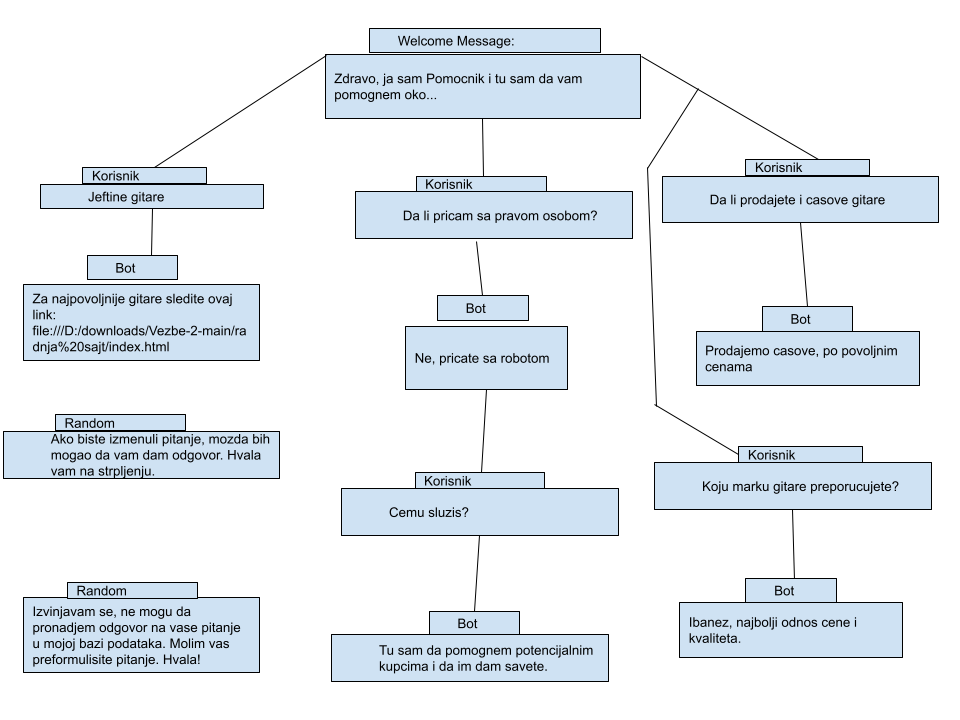 Welcome Message:
Zdravo, ja sam Pomocnik i tu sam da vam
pomognem oko...
Korisnik
Jeftine gitare
Bot
Za najpovoljnije gitare sledite ovaj
link:
file:///D:/downloads/Vezbe-2-main/ra
dnja%20sajt/index.html
Random
Ako biste izmenuli pitanje, mozda bih
mogao da vam dam odgovor. Hvala
vam na strpljenju.
Random
Izvinjavam se, ne mogu da
pronadjem odgovor na vase pitanje
u mojoj bazi podataka. Molim vas
preformulisite pitanje. Hvala!
Korisnik
Da li pricam sa pravom osobom?
Bot
Ne, pricate sa robotom
Korisnik
Cemu sluzis?
Bot
Tu sam da pomognem potencijalnim
kupcima i da im dam savete.
Korisnik
Da li prodajete i casove gitare
Bot
Prodajemo casove, po povoljnim
cenama
Korisnik
Koju marku gitare preporucujete?
Bot
Ibanez, najbolji odnos cene i
kvaliteta.